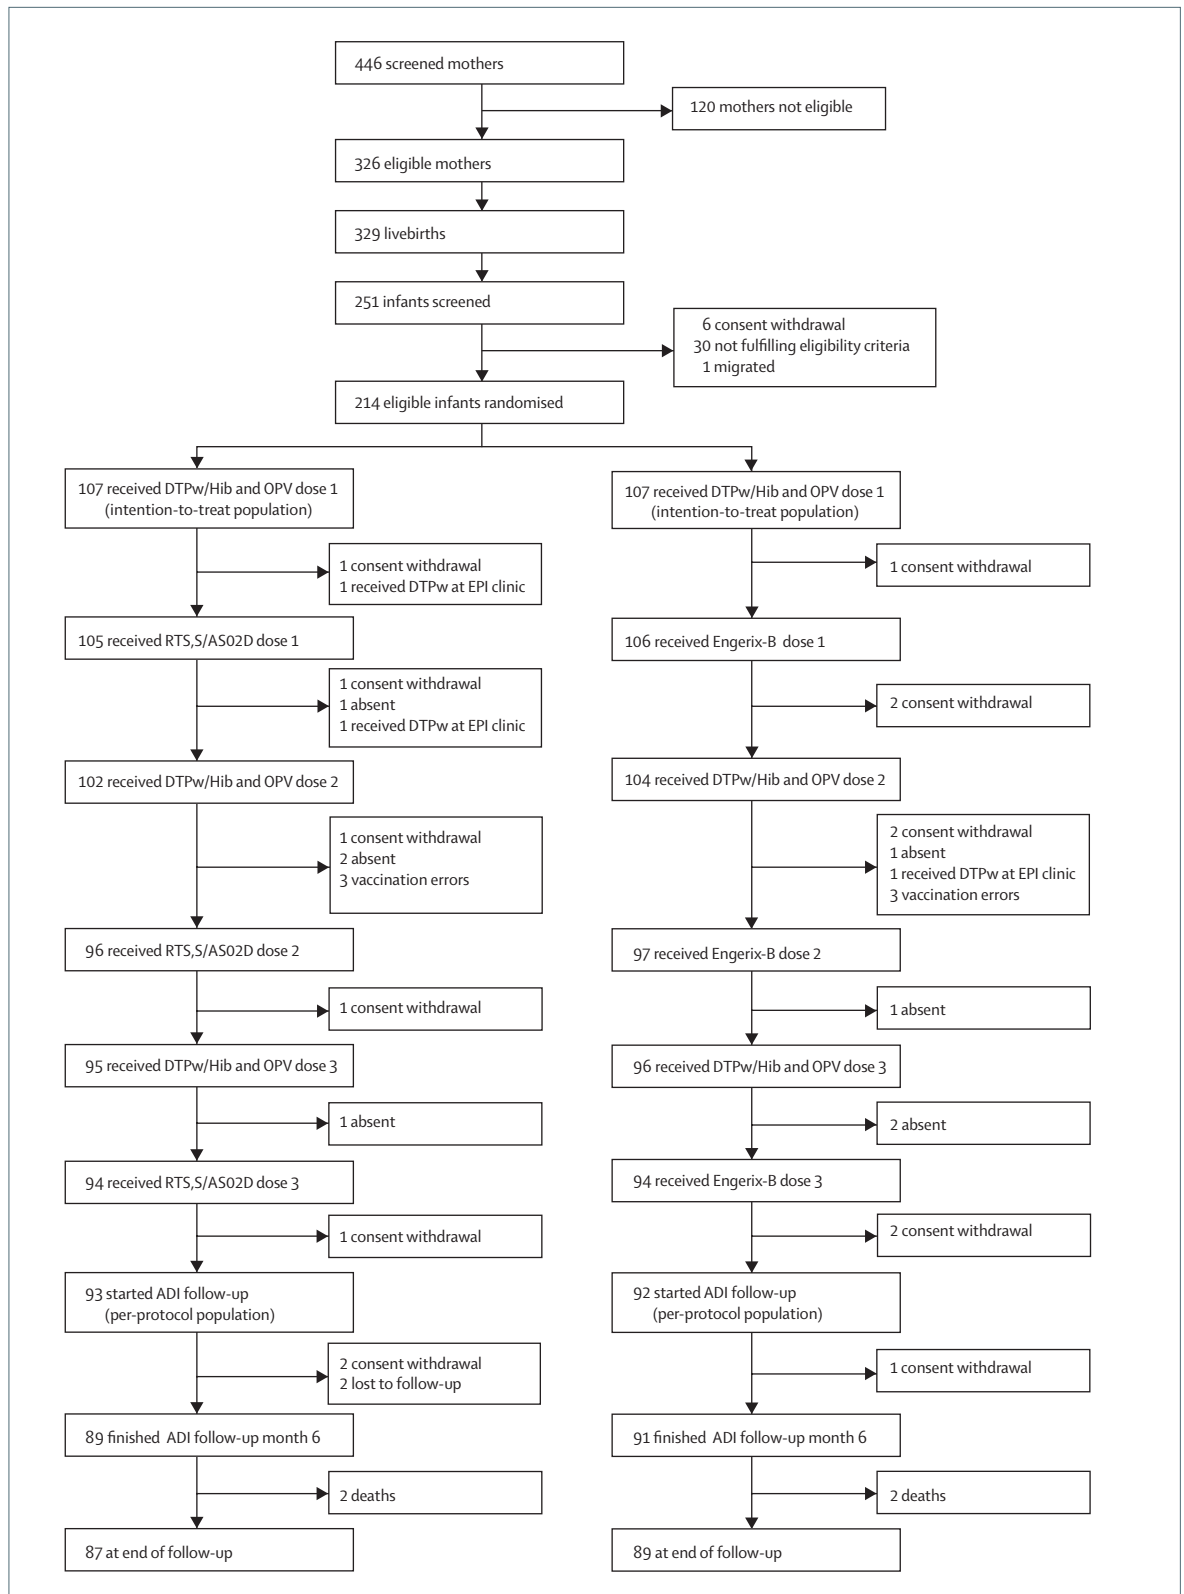 446 screened mothers
120 mothers not eligible
326 eligible mothers
329 livebirths
251 infants screened
6 consent withdrawal
30 not fulfilling eligibility criteria
1 migrated
214 eligible infants randomised
107 received DTPw/Hib and OPV dose 1
(intention-to-treat population)
107 received DTPw/Hib and OPV dose 1
(intention-to-treat population)
1 consent withdrawal
1 received DTPw at EPI clinic
1 consent withdrawal
105 received RTS,S/AS02D dose 1
106 received Engerix-B dose 1
1 consent withdrawal
1 absent
1 received DTPw at EPI clinic
2 consent withdrawal
102 received DTPw/Hib and OPV dose 2
104 received DTPw/Hib and OPV dose 2
1 consent withdrawal
2 absent
3 vaccination errors
2 consent withdrawal
1 absent
1 received DTPw at EPI clinic
3 vaccination errors
96 received RTS,S/AS02D dose 2
97 received Engerix-B dose 2
1 consent withdrawal
1 absent
95 received DTPw/Hib and OPV dose 3
96 received DTPw/Hib and OPV dose 3
1 absent
2 absent
94 received RTS,S/AS02D dose 3
94 received Engerix-B dose 3
1 consent withdrawal
2 consent withdrawal
93 started ADI follow-up
(per-protocol population)
92 started ADI follow-up
(per-protocol population)
2 consent withdrawal
2 lost to follow-up
1 consent withdrawal
89 finished ADI follow-up month 6
91 finished ADI follow-up month 6
2 deaths
2 deaths
87 at end of follow-up
89 at end of follow-up